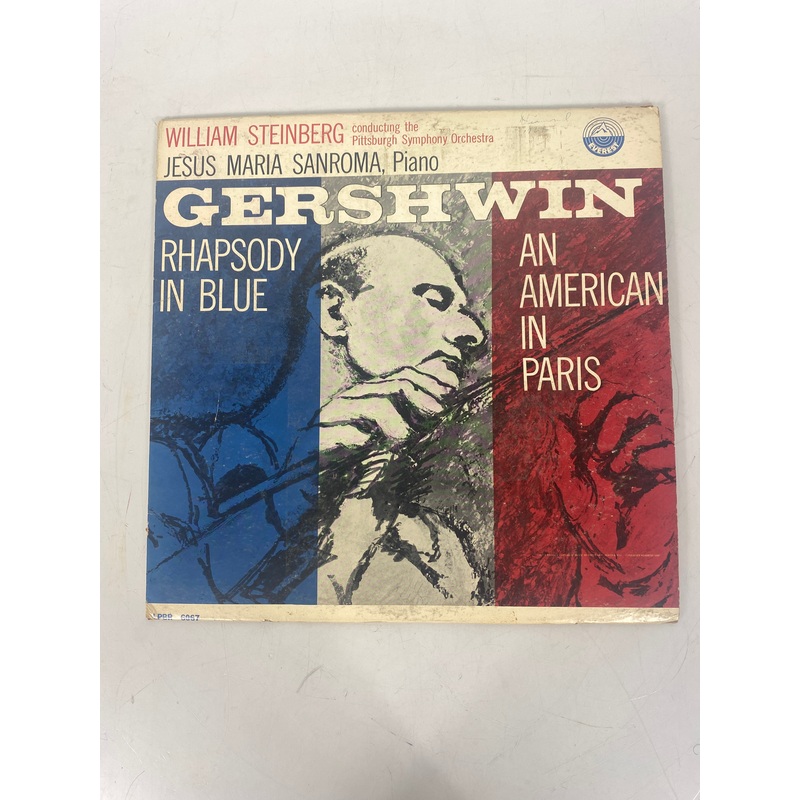 WILLIAM STEINBERG conducting the
Pittsburgh Symphony Orchestra
JESUS MARIA SANROMA, Piano
EVEREST
GERSHWIN
RHAPSODY
IN BLUE
AN
AMERICAN
IN
PARIS
6067